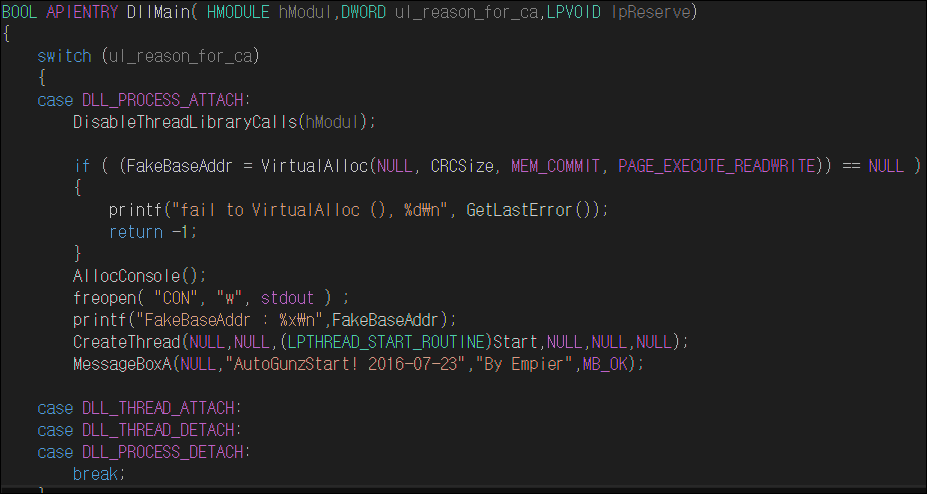 BOOL APIENTRY DllMain( HMODULE hModul,DWORD ul_reason_for_ca,LPVOID lpReserve)
{
switch (ul_reason_for_ca)
{
case DLL_PROCESS_ATTACH:
DisableThreadLibraryCalls(hModul);
if ( (FakeBaseAddr = VirtualAlloc(NULL, CRCSize, MEM_COMMIT, PAGE_EXECUTE_READWRITE)) == NULL )
{
printf("fail to VirtualAlloc (), %d₩n", GetLastError());
return -1;
}
AllocConsole();
freopen( "CON", "w", stdout ) ;
printf("FakeBaseAddr : %x₩n",FakeBaseAddr);
CreateThread(NULL,NULL,(LPTHREAD_START_ROUTINE)Start,NULL,NULL,NULL);
MessageBoxA(NULL,"AutoGunzStart! 2016-07-23","By Empier",MB_OK);
case DLL_THREAD_ATTACH:
case DLL_THREAD_DETACH:
case DLL_PROCESS_DETACH:
break;